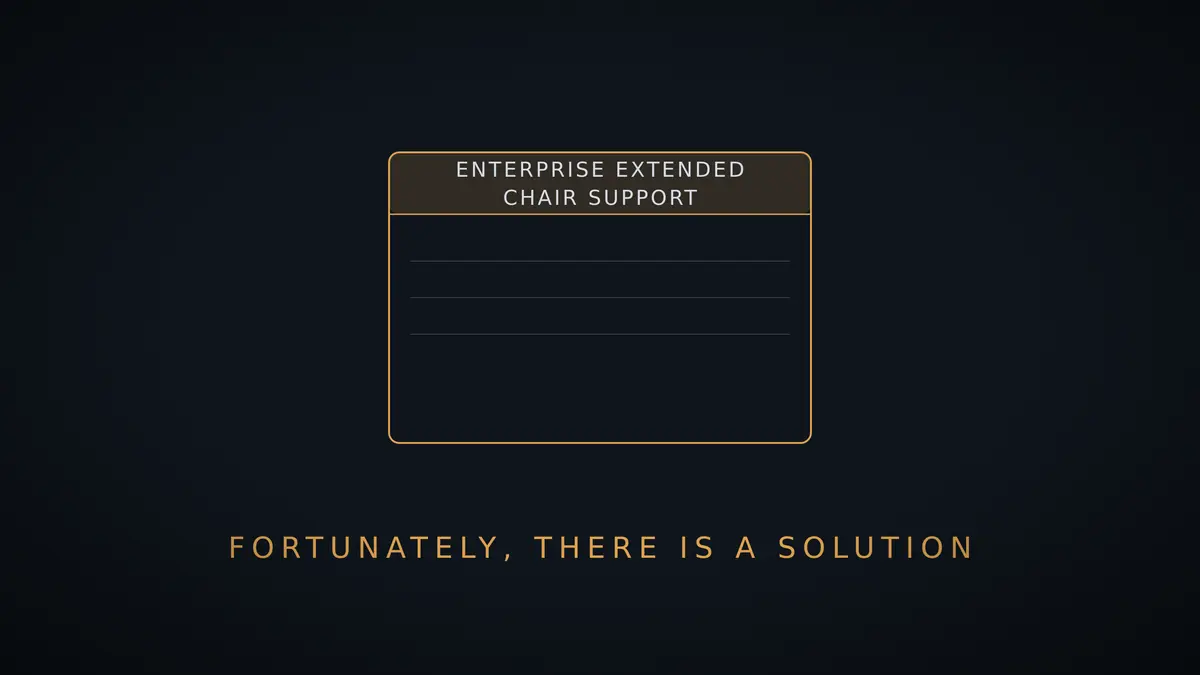 ENTERPRISE EXTENDED
CHAIR SUPPORT
FORTUNATELY, THERE IS A SOLUTION